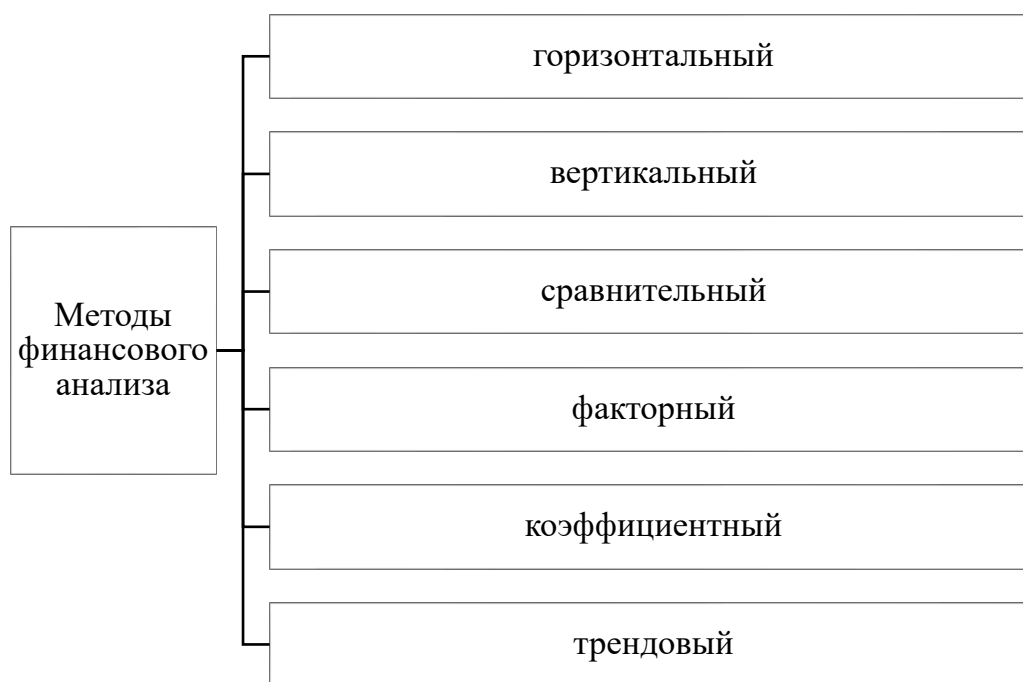 горизонтальный
вертикальный
сравнительный
Методы
финансового
анализа
факторный
коэффициентный
трендовый